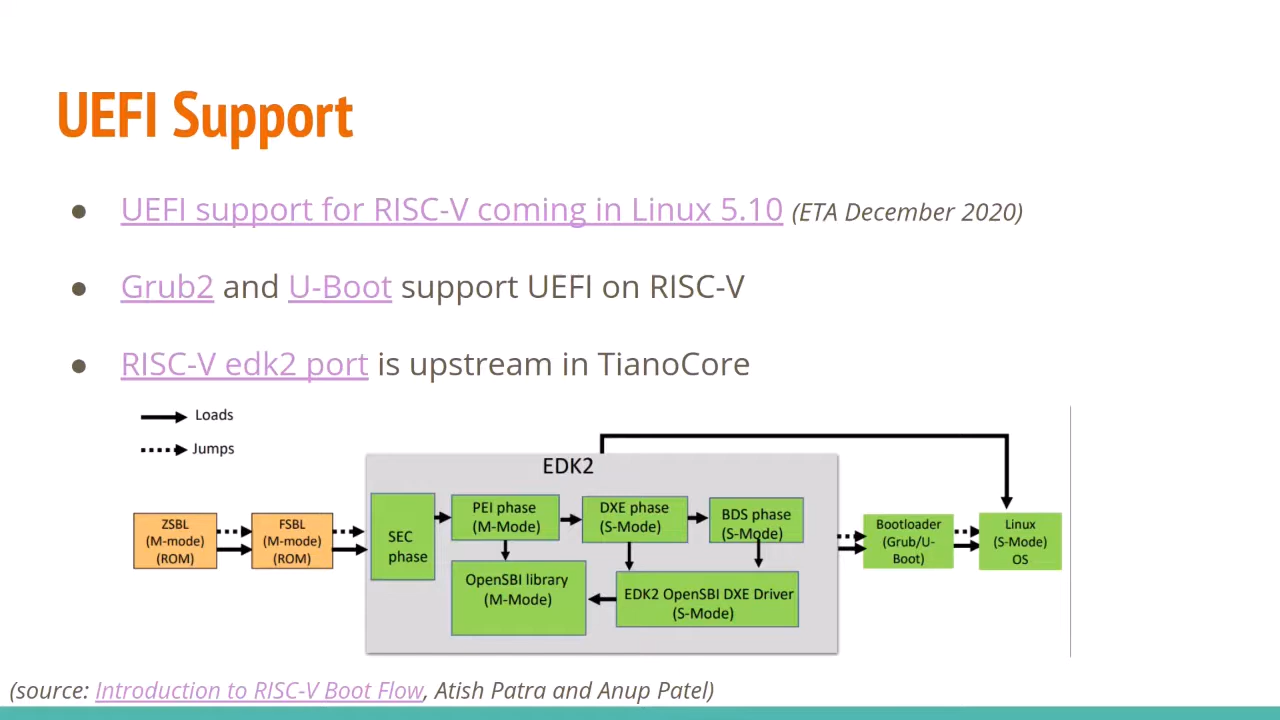 UEFI Support
● UEFI support for RISC-V coming in Linux 5.10 (ETA December 2020)
● Grub2 and U-Boot support UEFI on RISC-V
● RISC-V edk2 port is upstream in TianoCore
Loads
Jumps
EDK2
ZSBL
(M-mode)
(ROM)
FSBL
(M-mode)
(ROM)
SEC
phase
PEI phase
(M-Mode)
DXE phase
(S-Mode)
BDS phase
(S-Mode)
OpenSBI library
(M-Mode)
EDK2 OpenSBI DXE Driver
(S-Mode)
Bootloader
(Grub/U-
Boot)
Linux
(S-Mode)
OS
(source: Introduction to RISC-V Boot Flow, Atish Patra and Anup Patel)